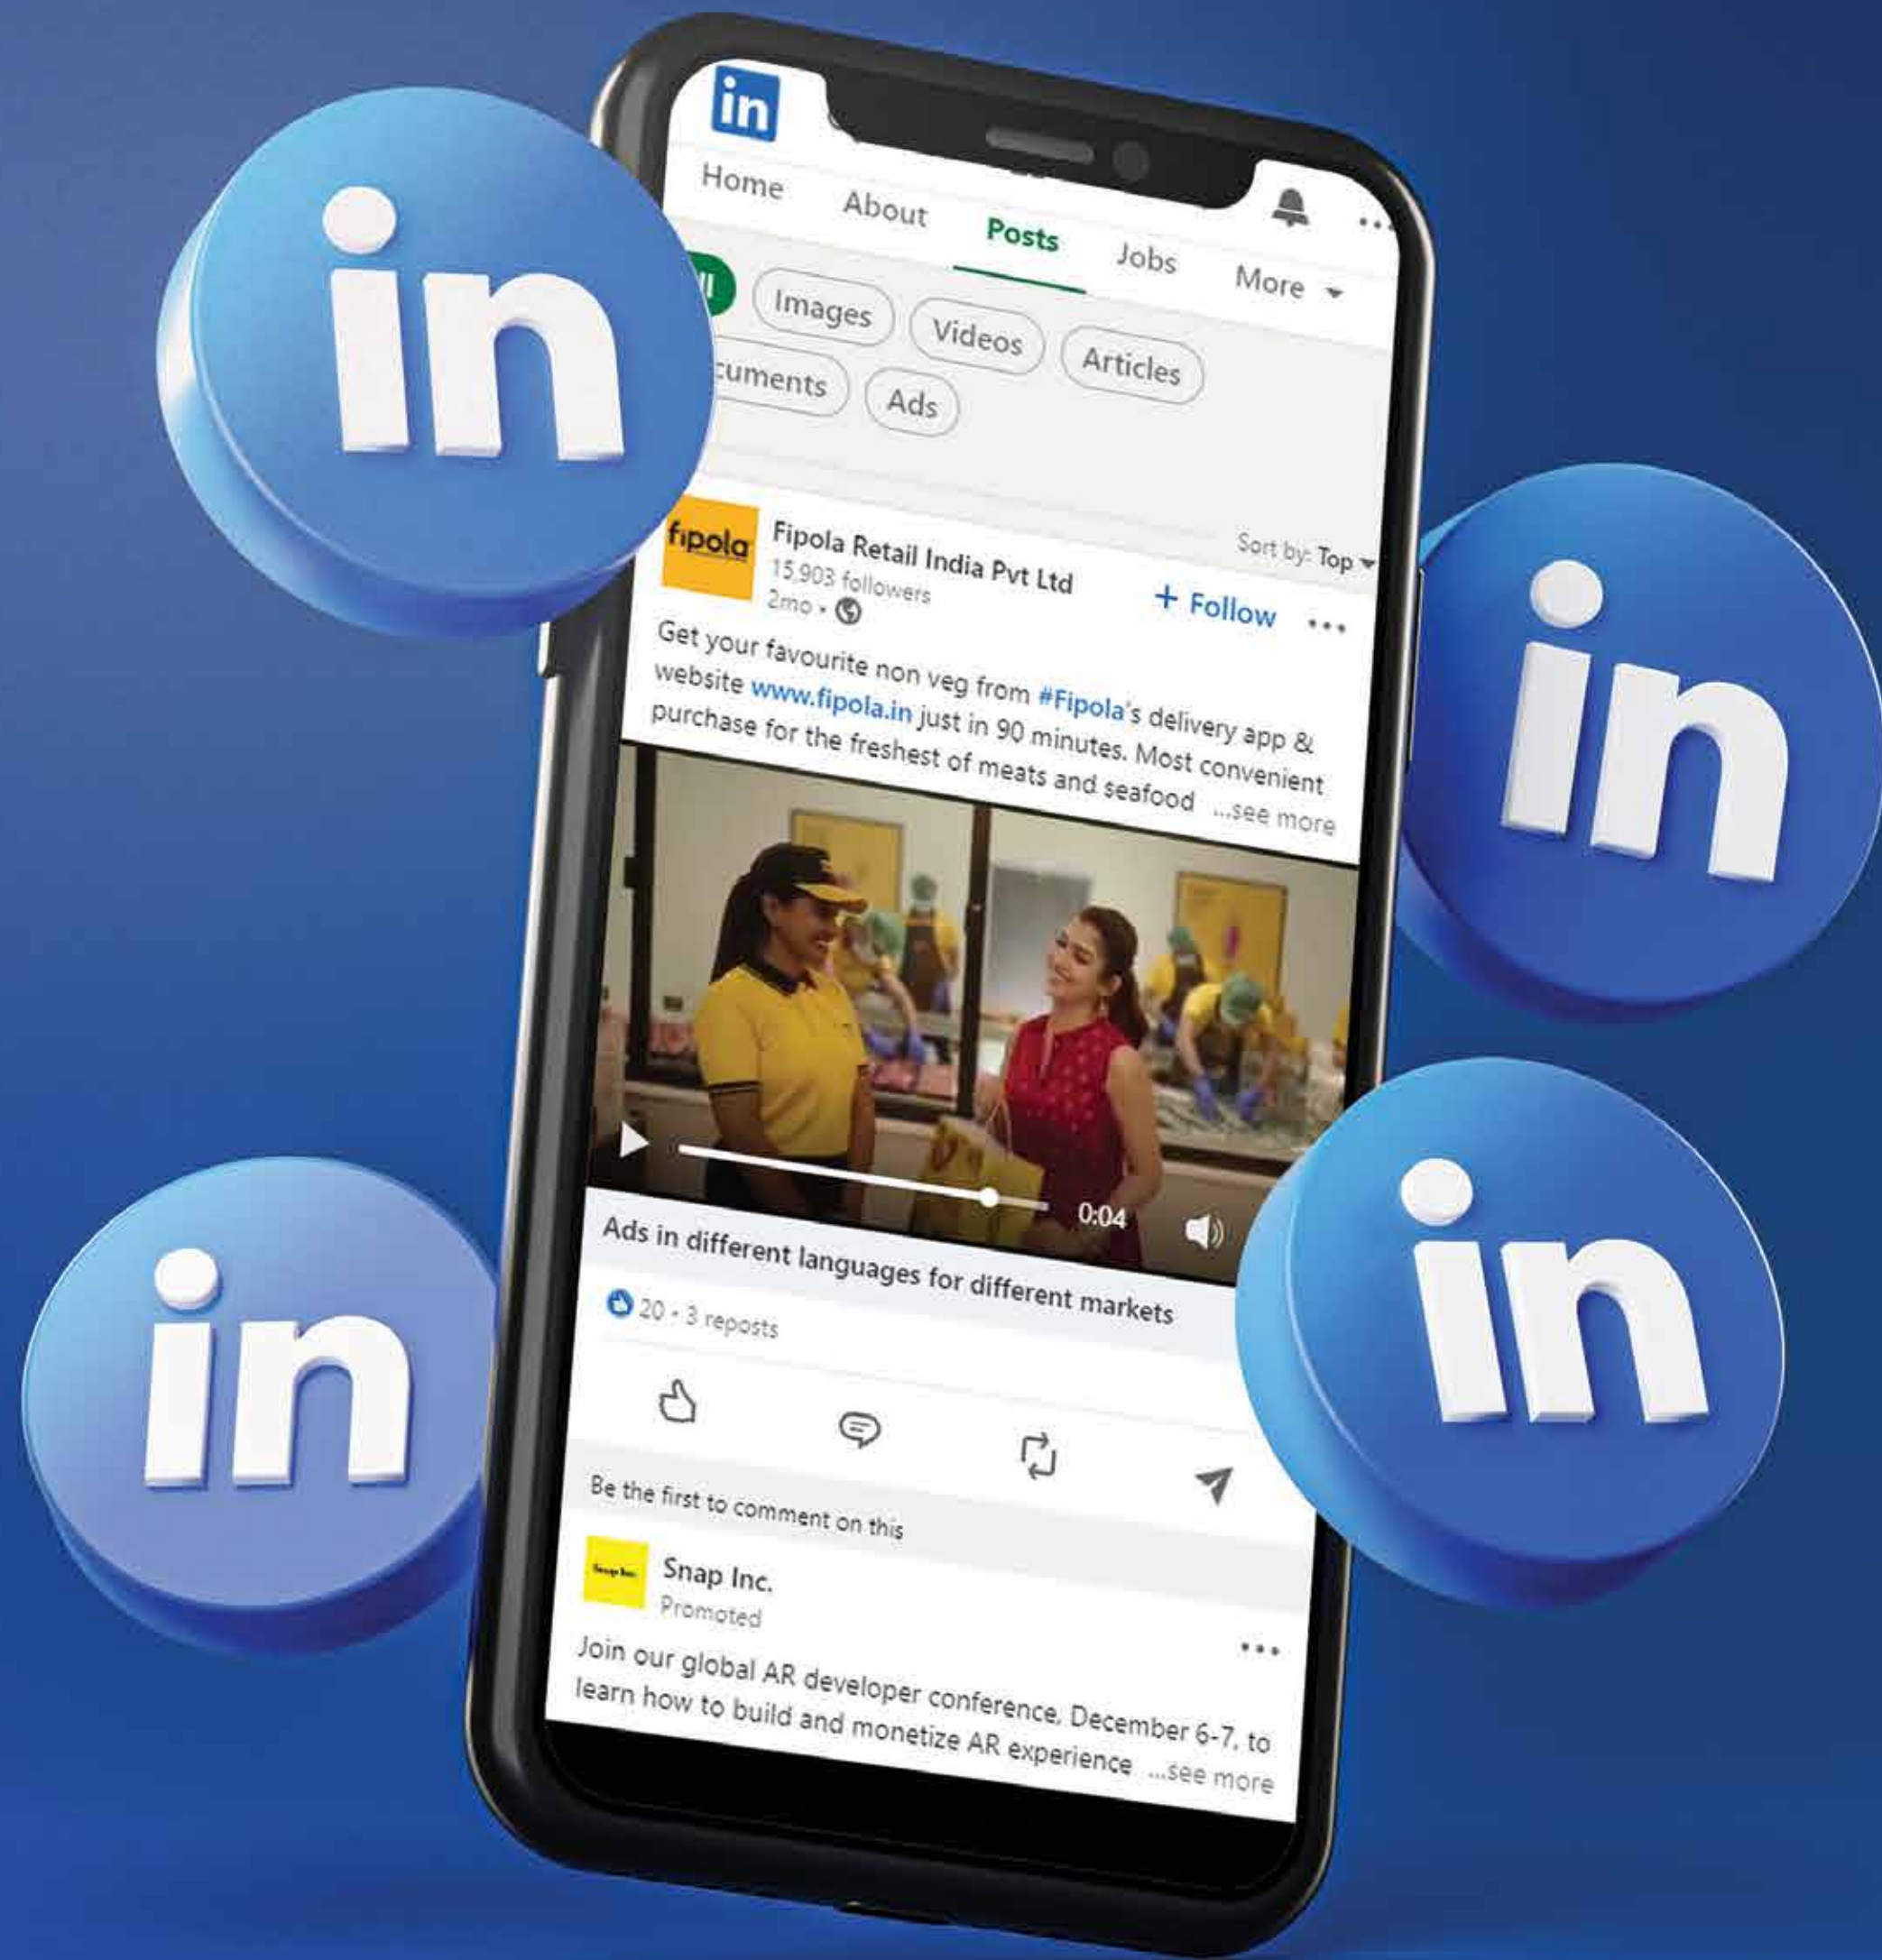 in
Home About Posts Jobs More
Images Videos Articles
Ads
Sort by: Top
fipola
Fipola Retail India Pvt Ltd
15,903 followers
2mo •
+ Follow
Get your favourite non veg from #Fipola's delivery app &
website www.fipola.in just in 90 minutes. Most convenient
purchase for the freshest of meats and seafood ...see more
0:04
Ads in different languages for different markets
20 • 3 reposts
Be the first to comment on this
Snap Inc.
Snap Inc.
Promoted
Join our global AR developer conference, December 6-7, to
learn how to build and monetize AR experience ...see more
in
in
in
in